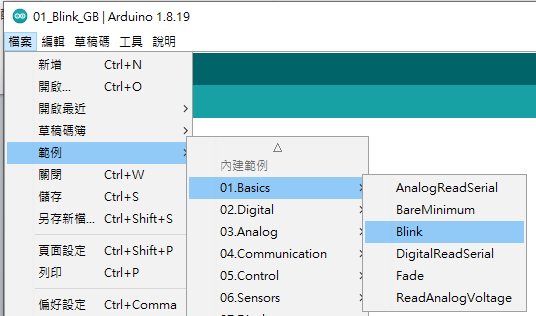 01_Blink_GB | Arduino 1.8.19
檔案 編輯 草稿碼 工具 說明
新增 Ctrl+N
開啟... Ctrl+O
開啟最近
草稿碼簿
範例
關閉 Ctrl+W
儲存 Ctrl+S
另存新檔... Ctrl+Shift+S
頁面設定 Ctrl+Shift+P
列印 Ctrl+P
偏好設定 Ctrl+Comma
內建範例
01.Basics
02.Digital
03.Analog
04.Communication
05.Control
06.Sensors
AnalogReadSerial
BareMinimum
Blink
DigitalReadSerial
Fade
ReadAnalogVoltage